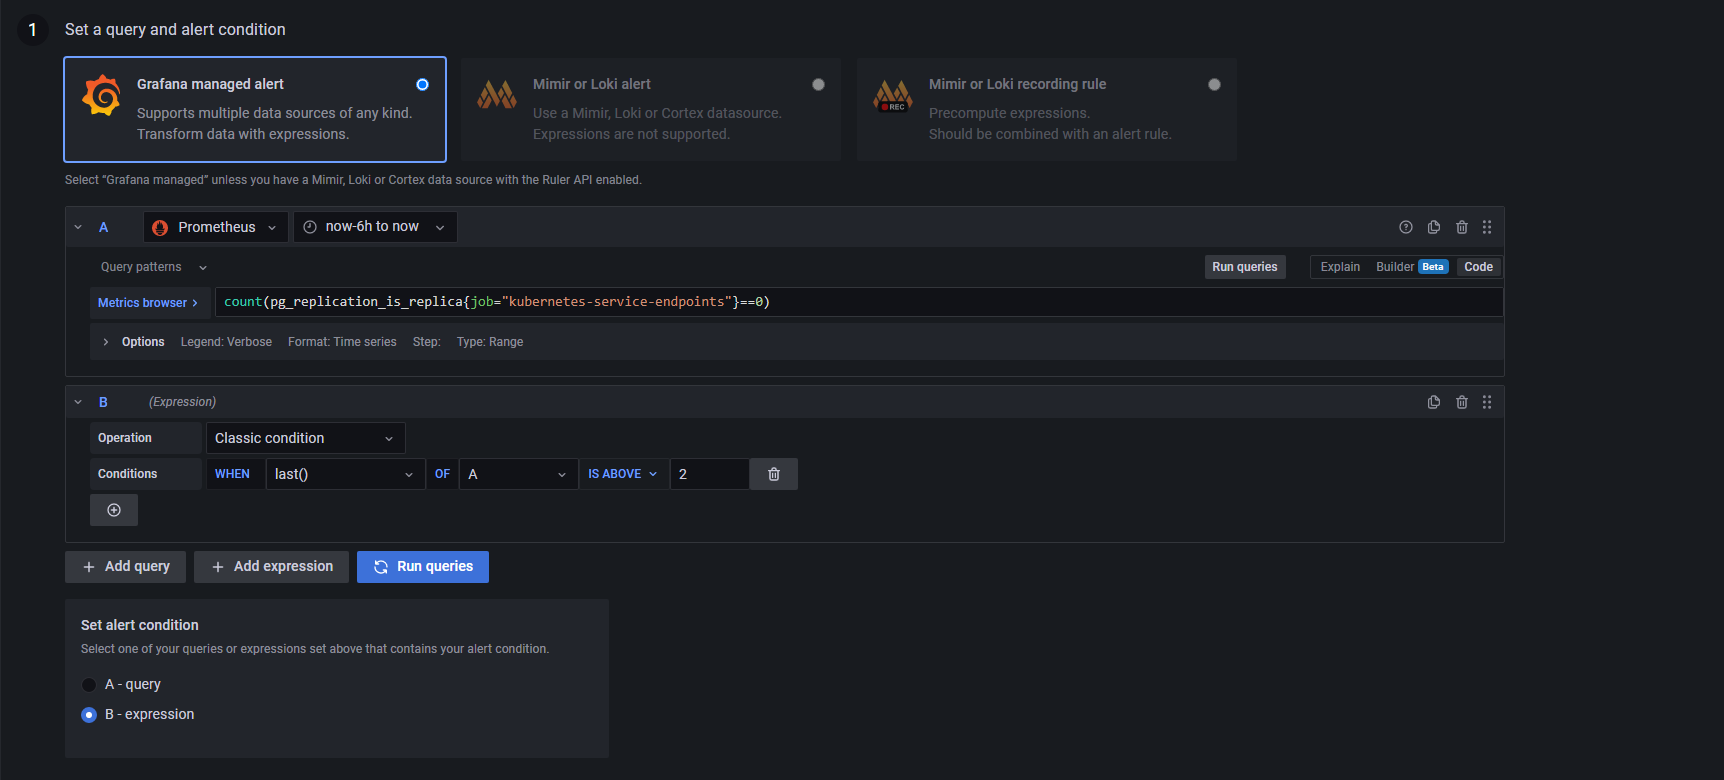 1 Set a query and alert condition
Grafana managed alert
Supports multiple data sources of any kind.
Transform data with expressions.
Mimir or Loki alert
Use a Mimir, Loki or Cortex datasource.
Expressions are not supported.
REC
Mimir or Loki recording rule
Precompute expressions.
Should be combined with an alert rule.
Select “Grafana managed” unless you have a Mimir, Loki or Cortex data source with the Ruler API enabled.
A Prometheus now-6h to now
Query patterns Run queries Explain Builder Beta Code
Metrics browser > count(pg_replication_is_replica{job="kubernetes-service-endpoints"}==0)
> Options Legend: Verbose Format: Time series Step: Type: Range
B (Expression)
Operation Classic condition
Conditions WHEN last() OF A IS ABOVE 2
+ Add query + Add expression Run queries
Set alert condition
Select one of your queries or expressions set above that contains your alert condition.
A - query
B - expression